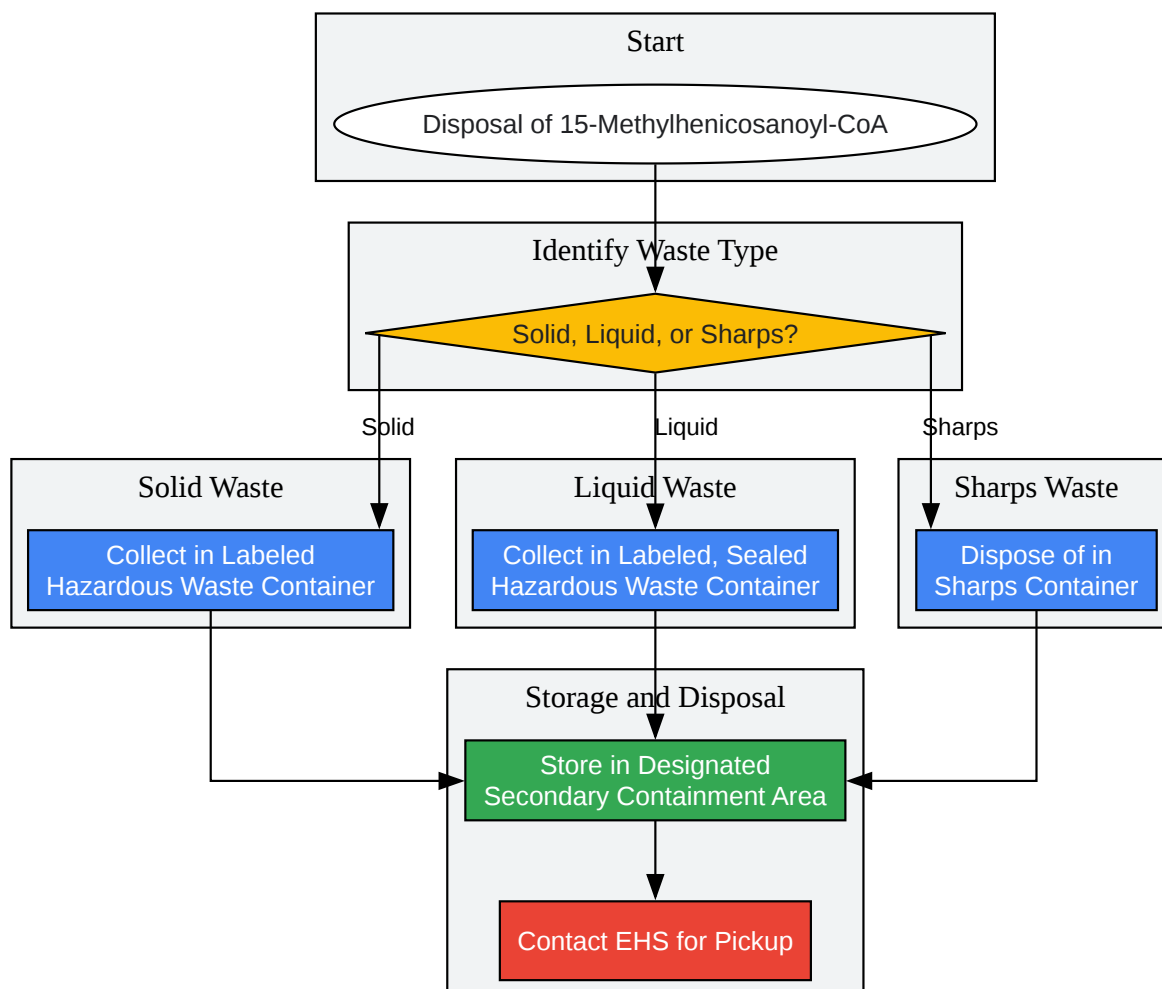 Start
Disposal of 15-Methylhenicosanoyl-CoA
Identify Waste Type
Solid, Liquid, or Sharps?
Solid
Liquid
Sharps
Solid Waste
Liquid Waste
Sharps Waste
Collect in Labeled
Hazardous Waste Container
Collect in Labeled, Sealed
Hazardous Waste Container
Dispose of in
Sharps Container
Storage and Disposal
Store in Designated
Secondary Containment Area
Contact EHS for Pickup